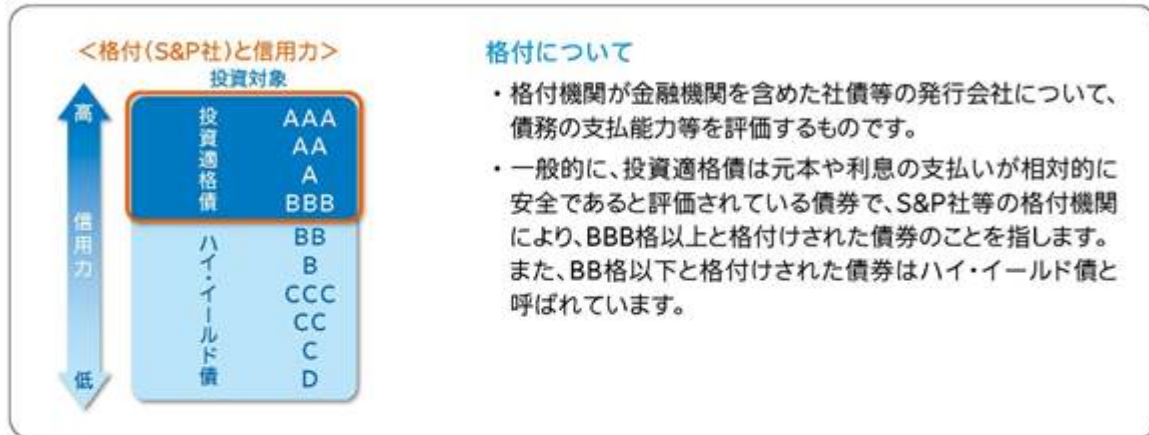 ＜格付(S&P社)と信用力＞
投資対象
高
信用力
低
投資適格債
AAA
AA
A
BBB
ハイ・イールド債
BB
B
CCC
CC
C
D
格付について
・格付機関が金融機関を含めた社債等の発行会社について、
債務の支払能力等を評価するものです。
・一般的に、投資適格債は元本や利息の支払いが相対的に
安全であると評価されている債券で、S&P社等の格付機関
により、BBB格以上と格付けされた債券のことを指します。
また、BB格以下と格付けされた債券はハイ・イールド債と
呼ばれています。